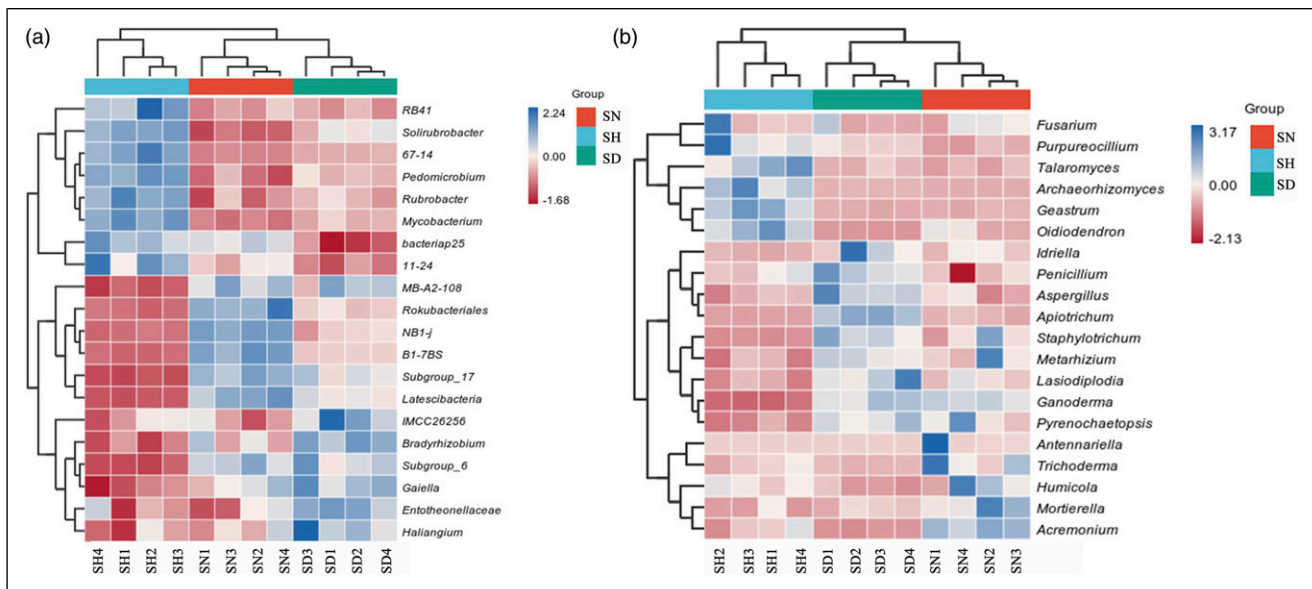 (a)
RB41
Solirubrobacter
67-14
Pedomicrobium
Rubrobacter
Mycobacterium
bacteriap25
11-24
MB-A2-108
Rokubacteriales
NB1-j
B1-7BS
Subgroup_17
Latescibacteria
IMCC26256
Bradyrhizobium
Subgroup_6
Gaiella
Entotheonellaceae
Haliangium
SH4 SH1 SH2 SH3 SN1 SN3 SN2 SN4 SD3 SD1 SD2 SD4
2.24
0.00
-1.68
Group
SN
SH
SD
(b)
Fusarium
Purpureocillium
Talaromyces
Archaeorhizomyces
Geastrum
Oidiodendron
Idriella
Penicillium
Aspergillus
Apiotrichum
Staphylotrichum
Metarhizium
Lasiodiplodia
Ganoderma
Pyrenochaetopsis
Antennariella
Trichoderma
Humicola
Mortierella
Acremonium
SH2 SH3 SH1 SH4 SD1 SD2 SD3 SD4 SN1 SN4 SN2 SN3
3.17
0.00
-2.13
Group
SN
SH
SD